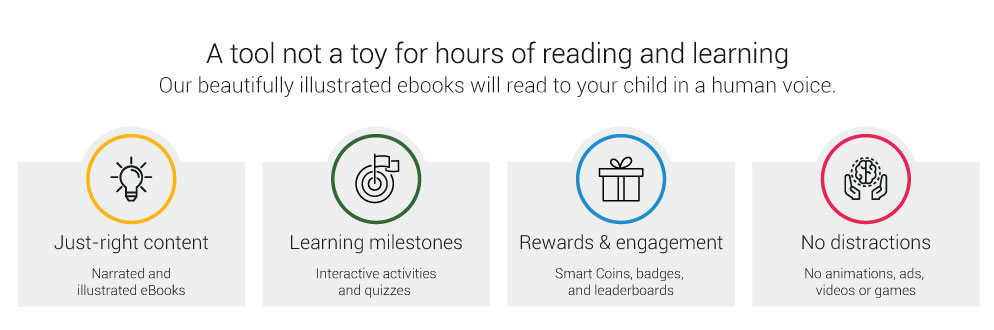 A tool not a toy for hours of reading and learning
Our beautifully illustrated ebooks will read to your child in a human voice.
Just-right content
Narrated and
illustrated eBooks
Learning milestones
Interactive activities
and quizzes
Rewards & engagement
Smart Coins, badges,
and leaderboards
No distractions
No animations, ads,
videos or games